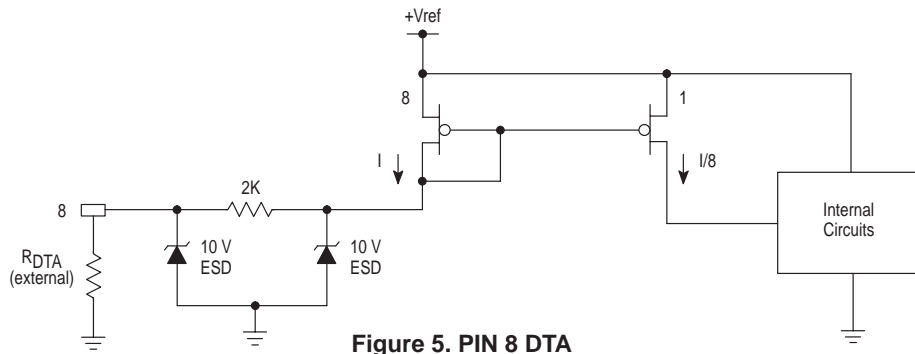 +Vref
8
1
I
I/8
2K
8
10 V
ESD
10 V
ESD
RDTA
(external)
Internal
Circuits
Figure 5. PIN 8 DTA